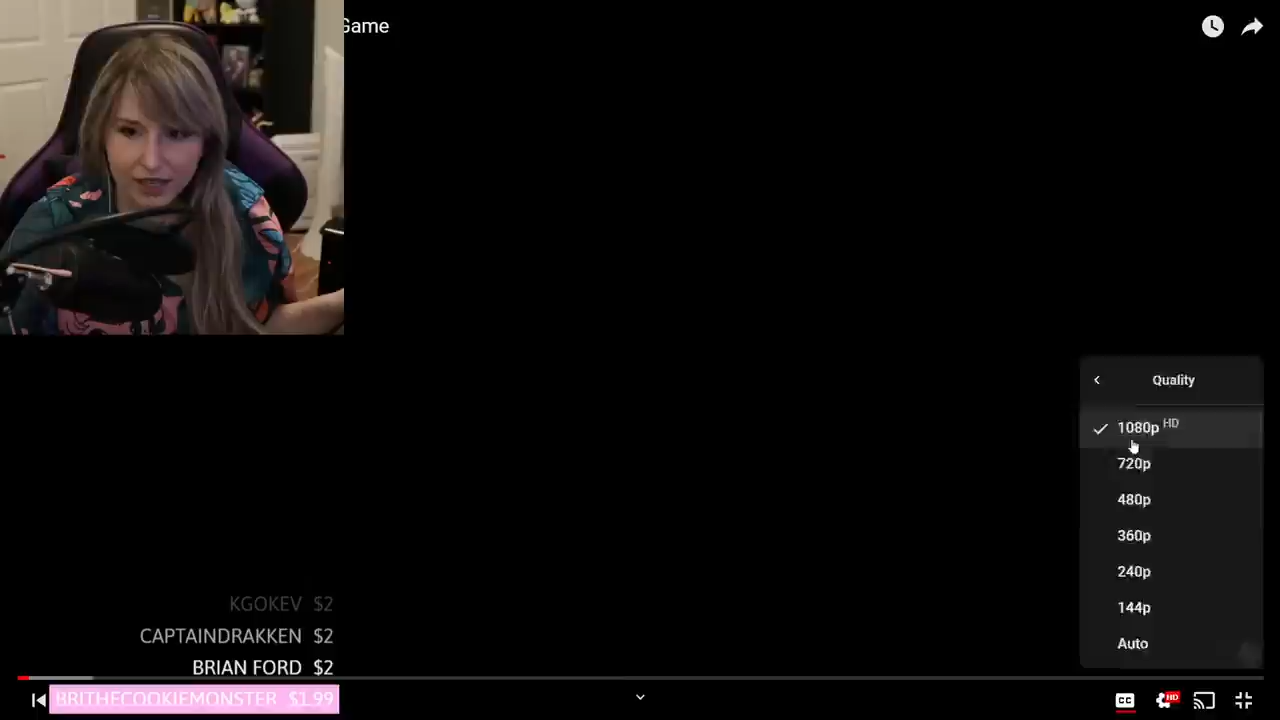 Game
Quality
1080p HD
720p
480p
360p
240p
144p
Auto
KGOKEV $2
CAPTAINDRAKKEN $2
BRIAN FORD $2
BRITHECOOKIEMONSTER $1.99
CC
HD